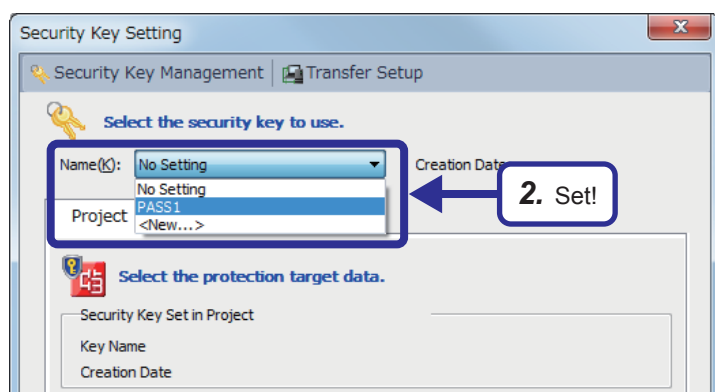 Security Key Setting
Security Key Management Transfer Setup
Select the security key to use.
Name(K): No Setting Creation Date
No Setting
PASS1
<New...>
2. Set!
Project
Select the protection target data.
Security Key Set in Project
Key Name
Creation Date